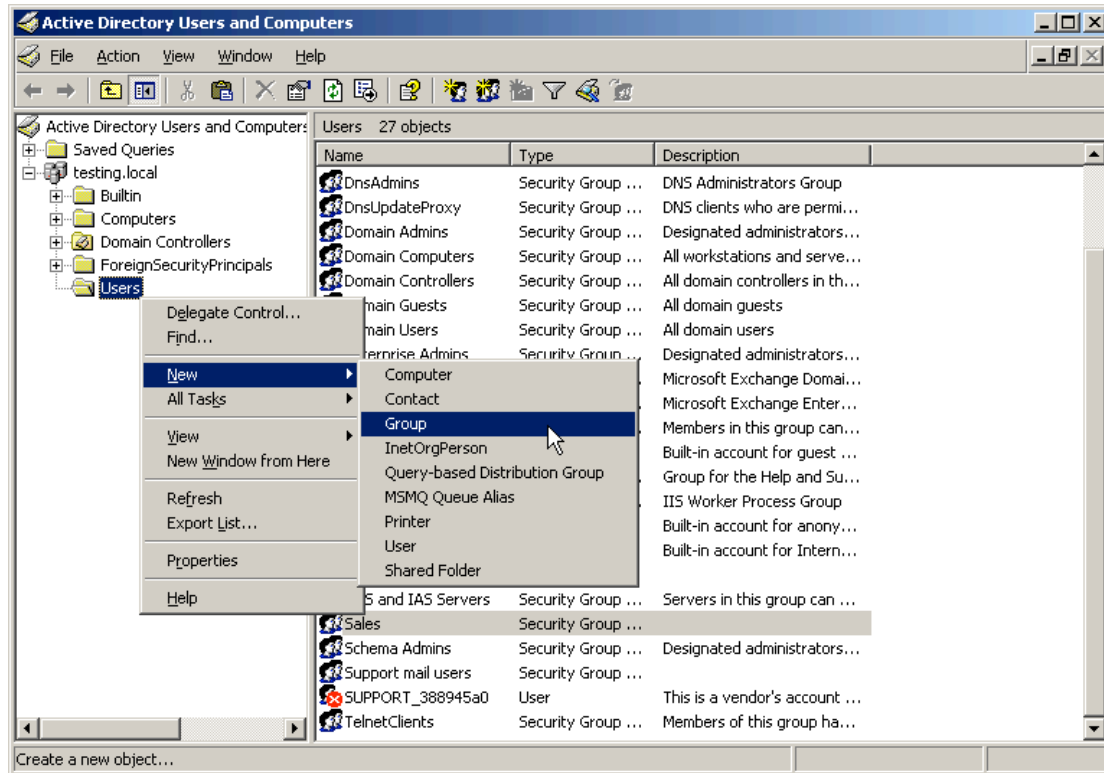 Active Directory Users and Computers
File Action View Window Help
Active Directory Users and Computers
Users 27 objects
Saved Queries
testing.local
Builtin
Computers
Domain Controllers
ForeignSecurityPrincipals
Users
Name Type Description
DnsAdmins Security Group ... DNS Administrators Group
DnsUpdateProxy Security Group ... DNS clients who are permi...
Domain Admins Security Group ... Designated administrators...
Domain Computers Security Group ... All workstations and serve...
Domain Controllers Security Group ... All domain controllers in th...
main Guests Security Group ... All domain guests
main Users Security Group ... All domain users
terprise Admins Security Group ... Designated administrators...
Microsoft Exchange Domai...
Microsoft Exchange Enter...
Members in this group can...
Built-in account for guest ...
Group for the Help and Su...
IIS Worker Process Group
Built-in account for anony...
Built-in account for Intern...
S and IAS Servers Security Group ... Servers in this group can ...
Sales Security Group ...
Schema Admins Security Group ... Designated administrators...
Support mail users Security Group ...
SUPPORT_388945a0 User This is a vendor's account ...
TelnetClients Security Group ... Members of this group ha...
Delegate Control...
Find...
New
All Tasks
View
New Window from Here
Refresh
Export List...
Properties
Help
Computer
Contact
Group
InetOrgPerson
Query-based Distribution Group
MSMQ Queue Alias
Printer
User
Shared Folder
Create a new object...